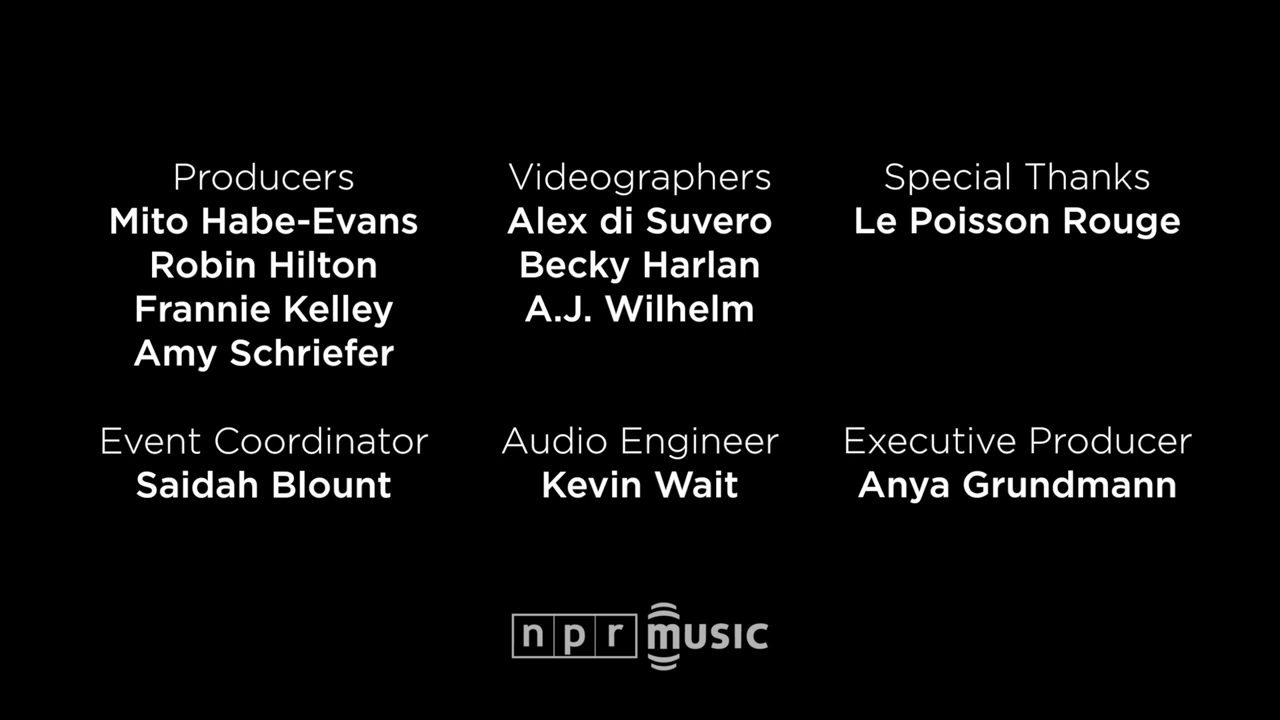 Producers
Mito Habe-Evans
Robin Hilton
Frannie Kelley
Amy Schriefer
Videographers
Alex di Suvero
Becky Harlan
A.J. Wilhelm
Special Thanks
Le Poisson Rouge
Event Coordinator
Saidah Blount
Audio Engineer
Kevin Wait
Executive Producer
Anya Grundmann
npr music